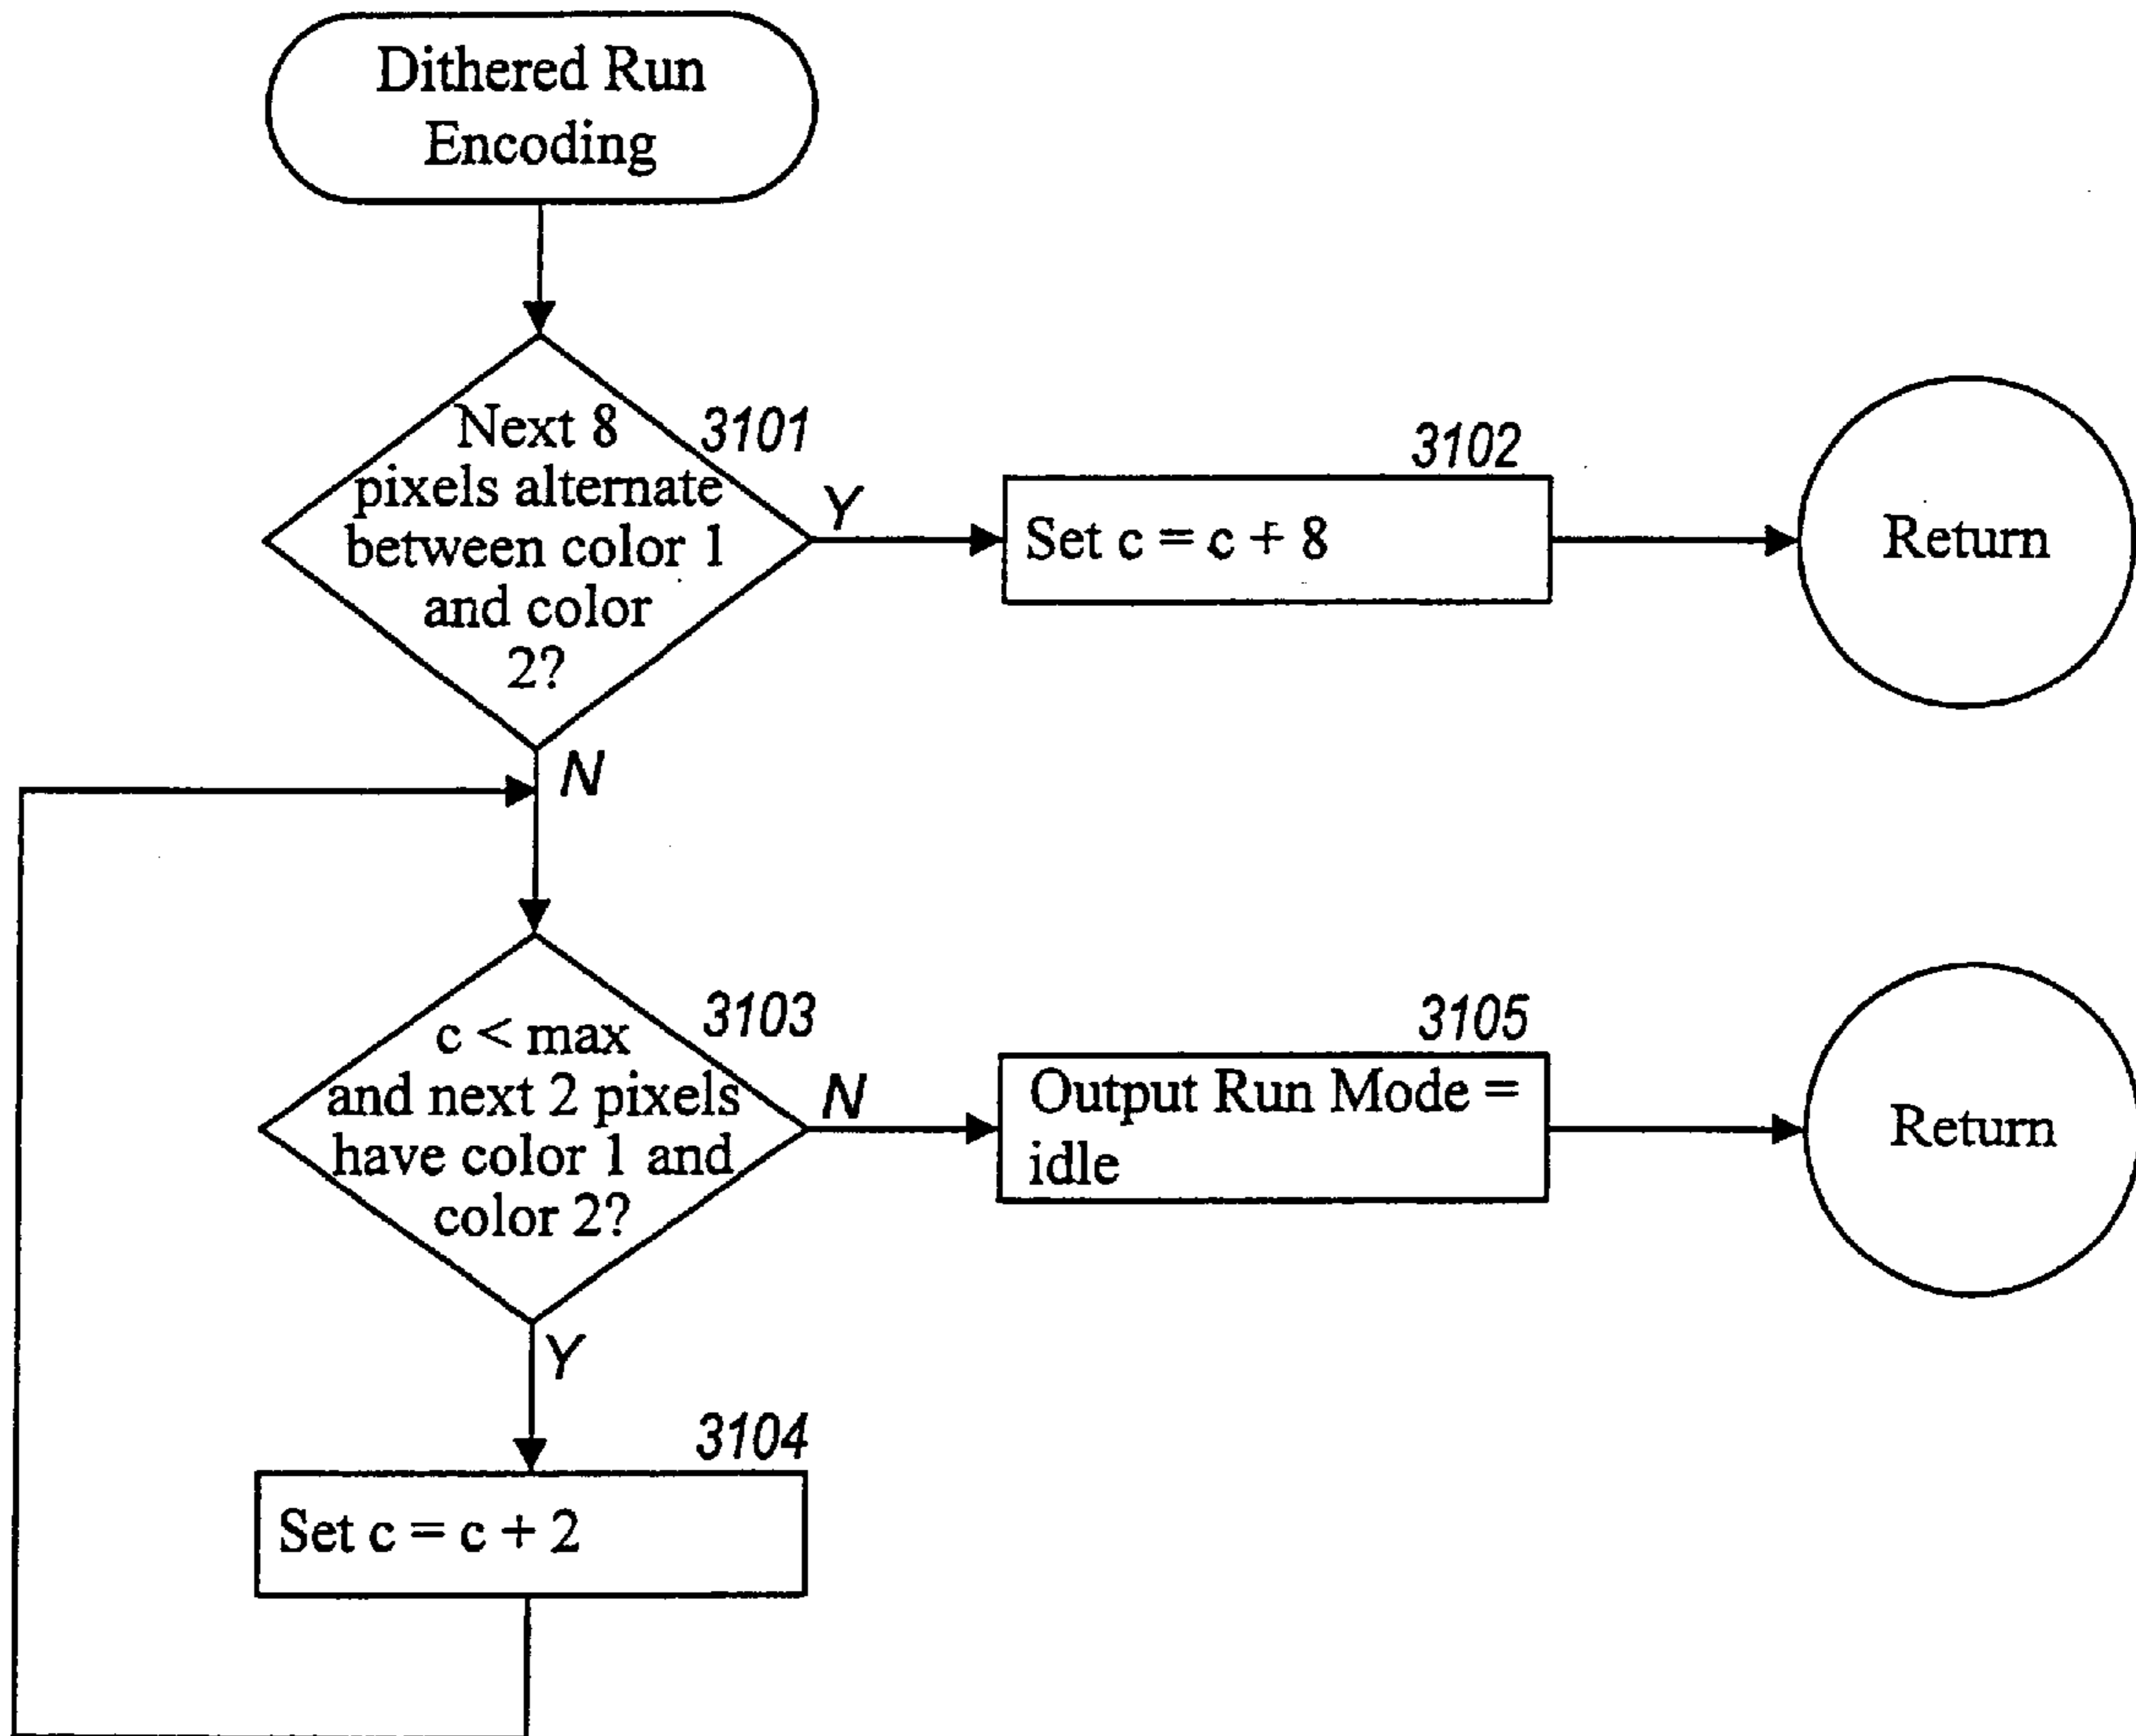 Dithered Run
Encoding
Next 8
pixels alternate
between color 1
and color
2?
3101
Y
3102
Set c = c + 8
Return
N
c < max
and next 2 pixels
have color 1 and
color 2?
3103
N
3105
Output Run Mode =
idle
Return
Y
3104
Set c = c + 2